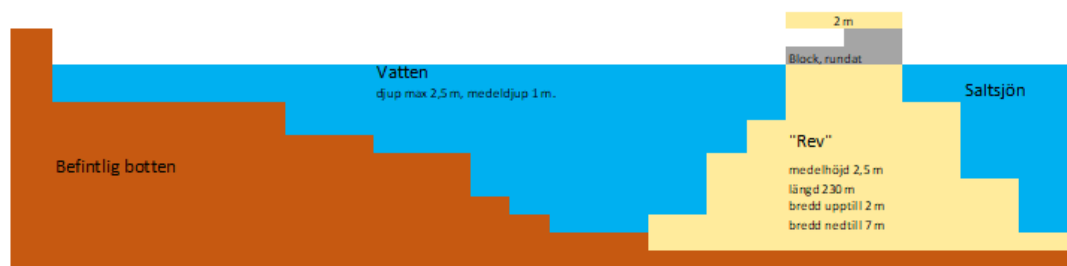 2 m
Block, rundat
Vatten
djup max 2,5 m, medeldjup 1 m.
Saltsjön
"Rev"
Befintlig botten
medelhöjd 2,5 m
längd 230 m
bredd upptill 2 m
bredd nedtill 7 m